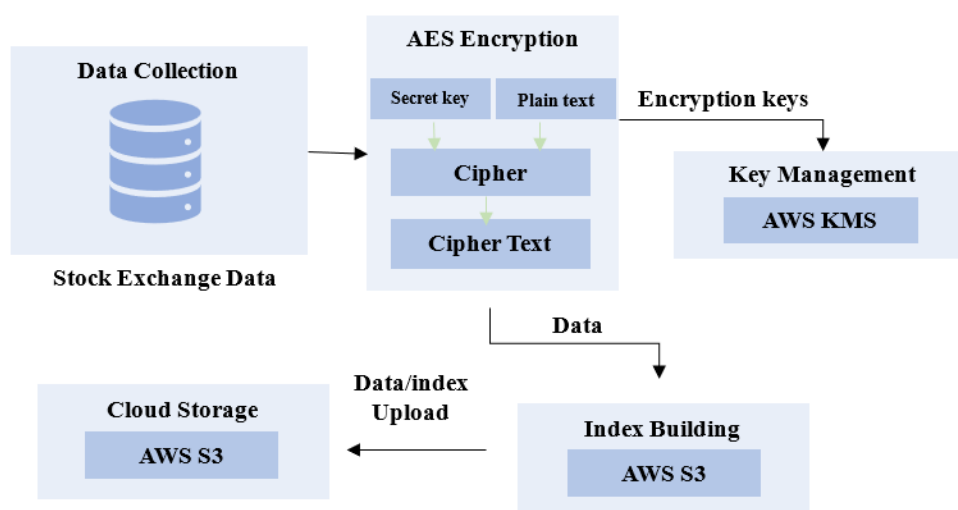 AES Encryption
Data Collection
Secret key
Plain text
Encryption keys
Cipher
Key Management
AWS KMS
Cipher Text
Stock Exchange Data
Data
Data/index
Upload
Cloud Storage
AWS S3
Index Building
AWS S3